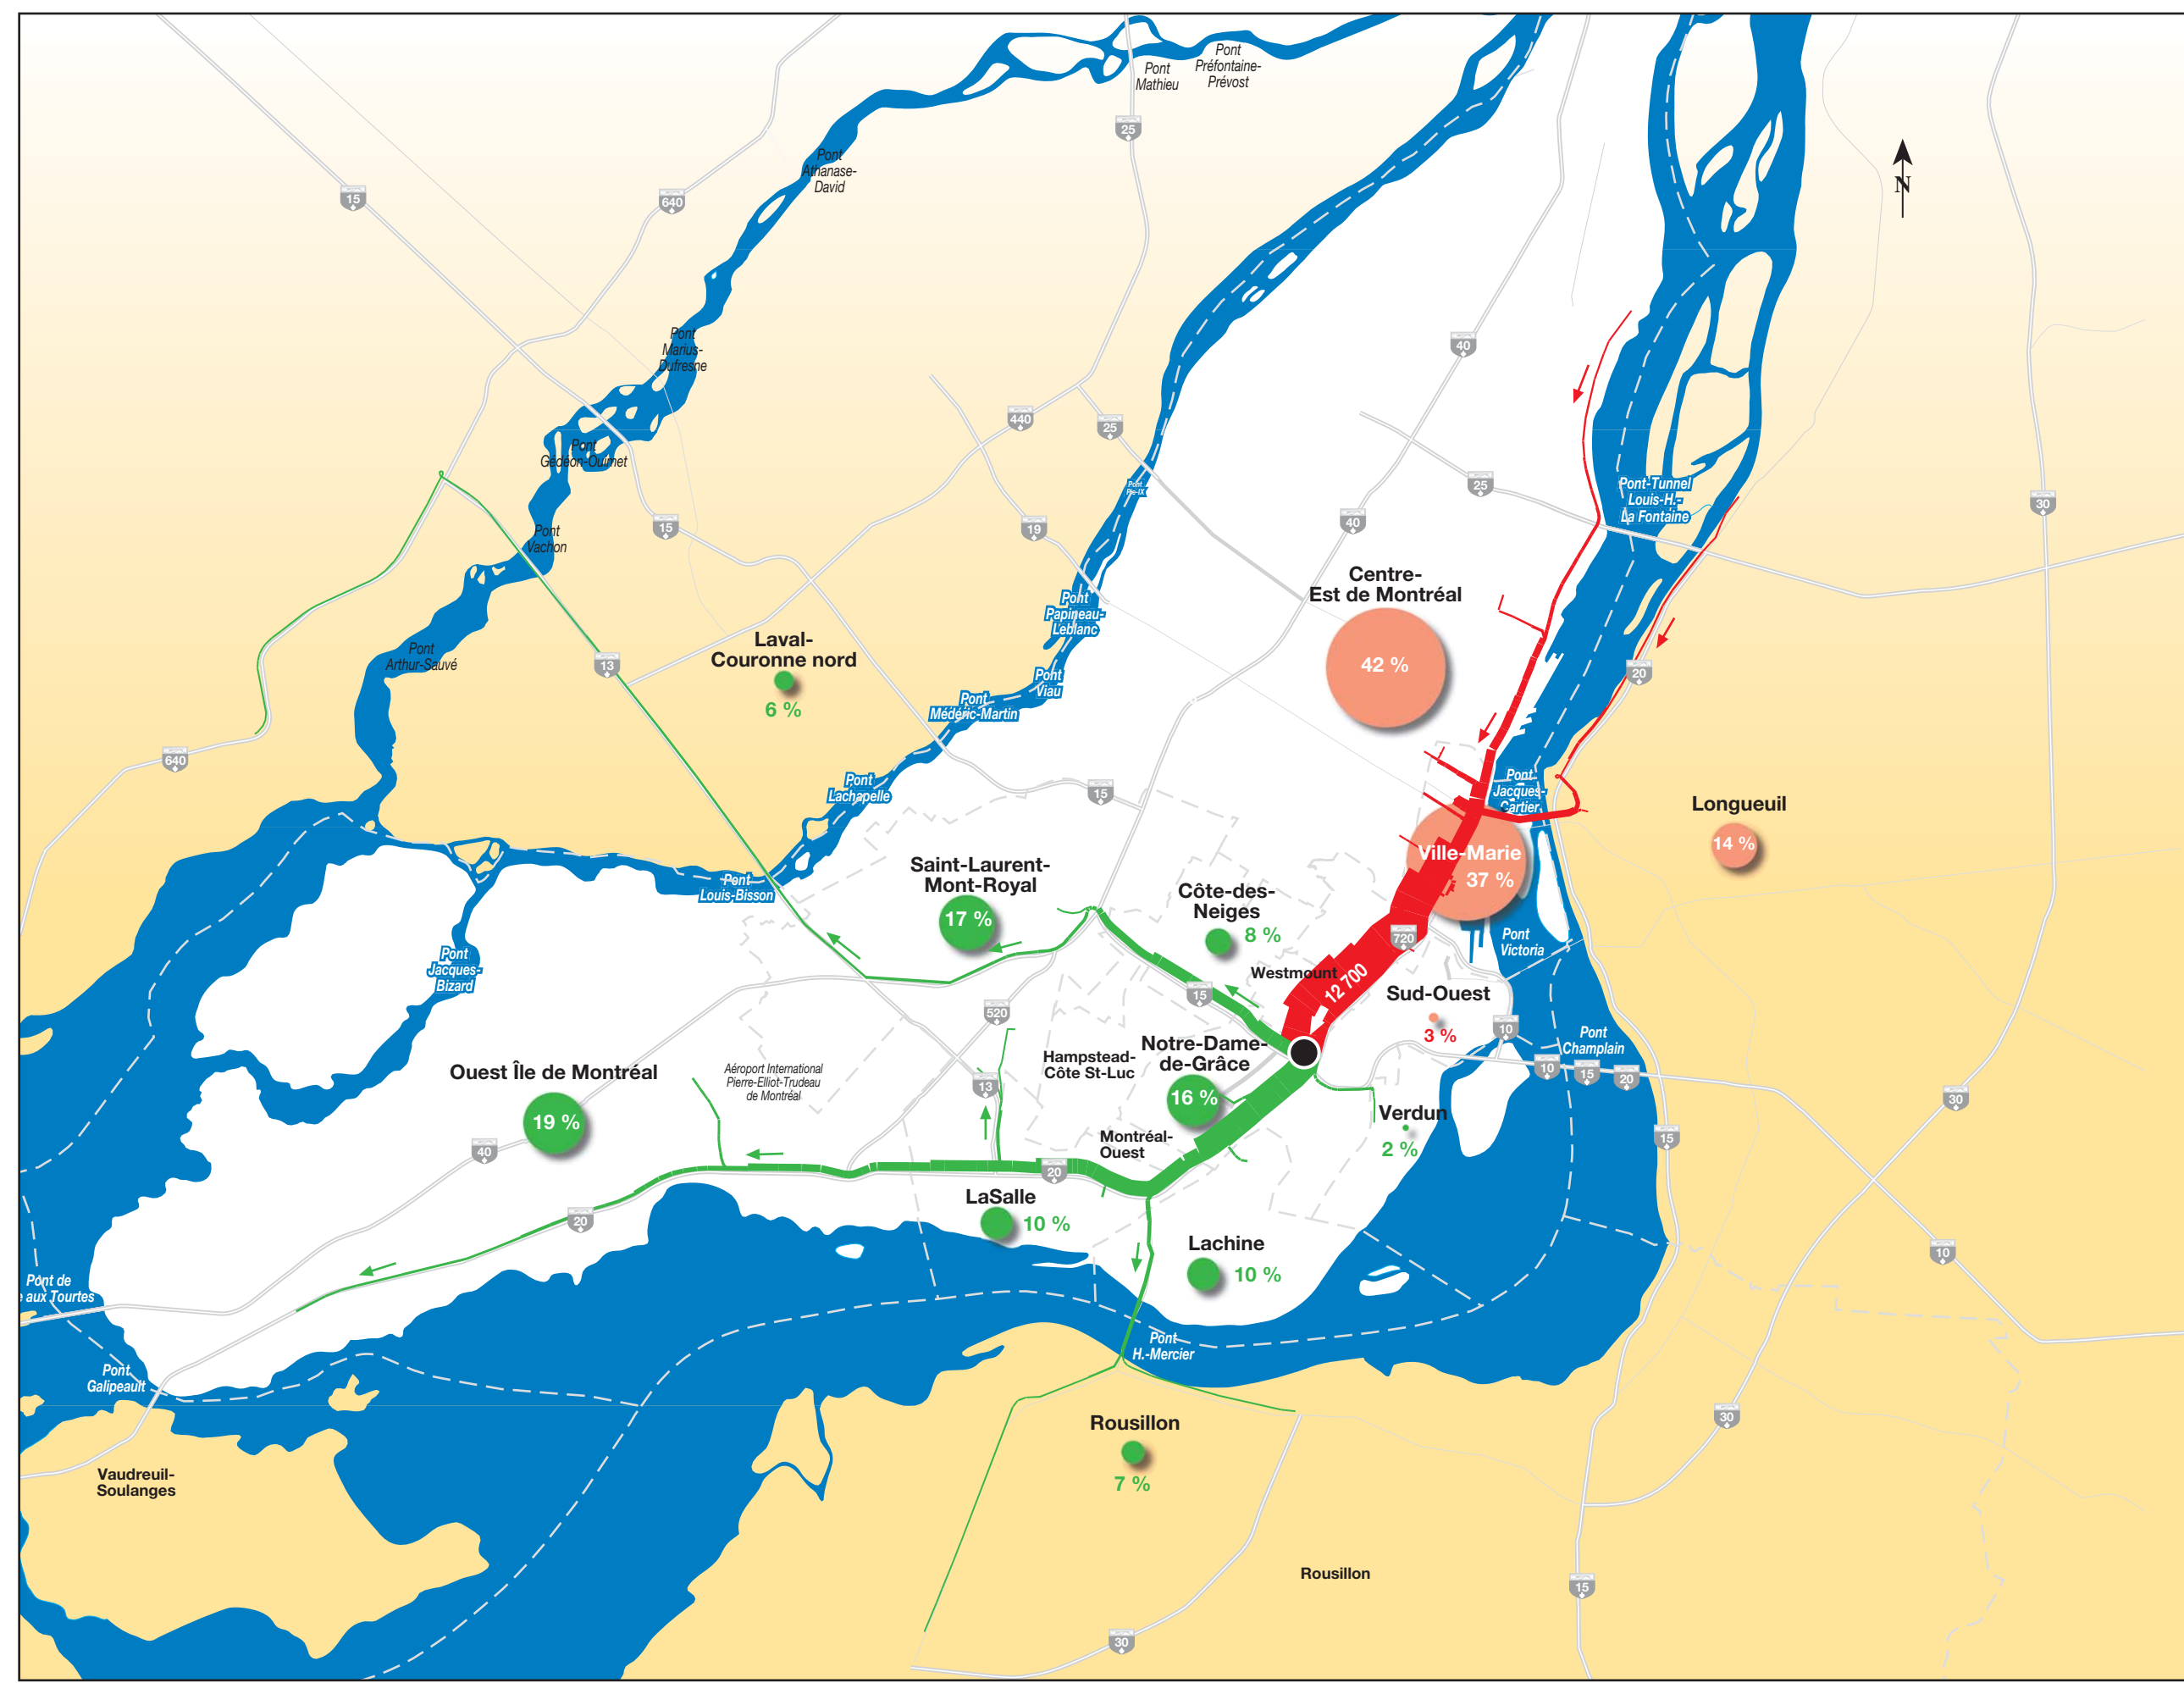 Pont
Mathieu
Pont
Préfontaine-
Prévost
25
Pont
Athanase-
David
15
640
N
Pont
Marius-
Dufresne
40
440
25
Pont
Gédéon-Ouimet
25
Pont
Pie-IX
Pont-Tunnel
Louis-H.-
La Fontaine
30
15
19
40
Pont
Vachon
Centre-
Est de Montréal
42 %
Pont
Papineau-
Leblanc
Laval-
Couronne nord
6 %
Pont
Arthur-Sauvé
13
20
Pont
Viau
Pont
Médéric-Martin
640
Pont
Lachapelle
15
Pont
Jacques-
Cartier
Longueuil
14 %
Ville-Marie
37 %
Saint-Laurent-
Mont-Royal
17 %
Pont
Louis-Bisson
Côte-des-
Neiges
8 %
720
Pont
Victoria
Pont
Jacques-
Bizard
Westmount
12 700
15
Sud-Ouest
3 %
520
10
Pont
Champlain
10
15
20
Notre-Dame-
de-Grâce
16 %
Hampstead-
Côte St-Luc
Ouest Île de Montréal
19 %
Aéroport International
Pierre-Elliot-Trudeau
de Montréal
13
30
Verdun
2 %
15
Montréal-
Ouest
40
20
LaSalle
10 %
20
Lachine
10 %
10
Pont de
e aux Tourtes
Pont
H.-Mercier
Pont
Galipeault
Rousillon
7 %
30
Vaudreuil-
Soulanges
Rousillon
15
30